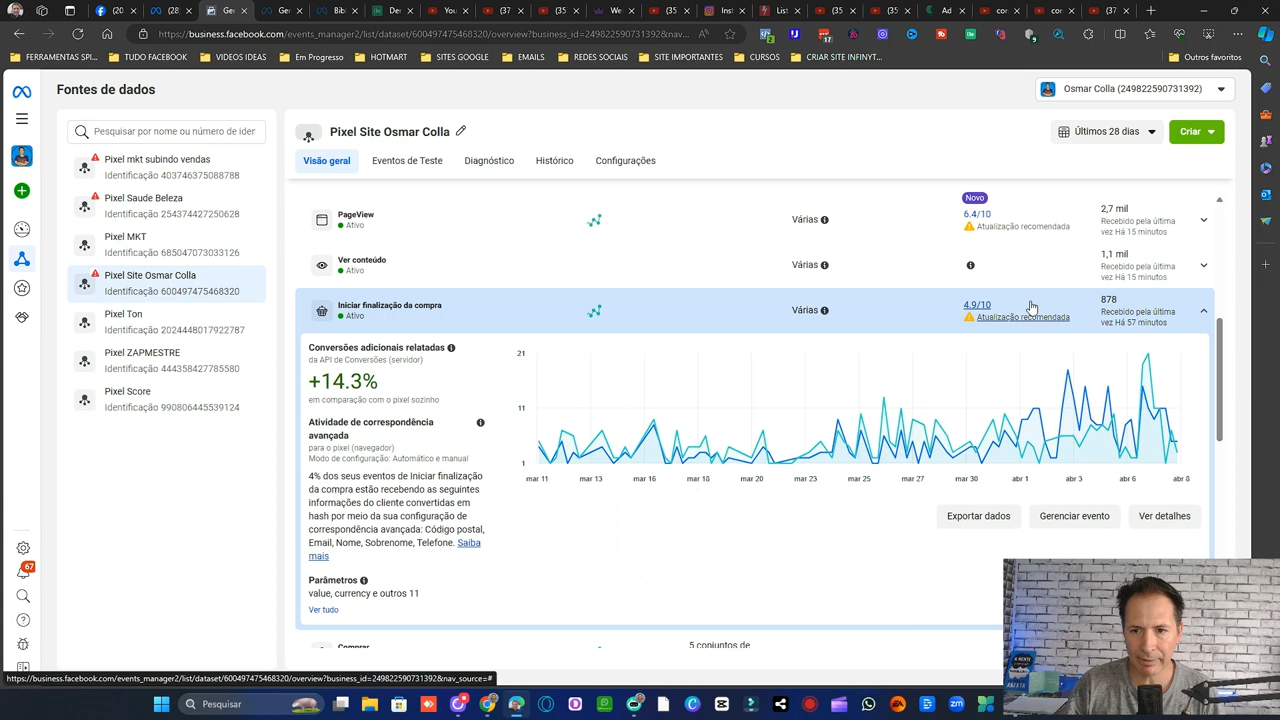 Ge
Wa
https://business.facebook.com/events_manager2/list/dataset/600497475468320/overview?business_id=249822590731392&nav...
FERRAMENTAS SPI...
TUDO FACEBOOK
VIDEOS IDEAS
Em Progresso
HOTMART
SITES GOOGLE
EMAILS
REDES SOCIAIS
SITE IMPORTANTES
CURSOS
CRIAR SITE INFINYT...
Outros favoritos
Fontes de dados
Osmar Colla (249822590731392)
Pesquisar por nome ou número de iden
Pixel mkt subindo vendas
Identificação 403746375088788
Pixel Saude Beleza
Identificação 254374427250628
Pixel MKT
Identificação 685047073033126
Pixel Site Osmar Colla
Identificação 600497475468320
Pixel Ton
Identificação 2024448017922787
Pixel ZAPMESTRE
Identificação 444358427785580
Pixel Score
Identificação 990806445539124
67
Pixel Site Osmar Colla
Últimos 28 dias
Criar
Visão geral
Eventos de Teste
Diagnóstico
Histórico
Configurações
PageView
Ativo
Várias
Novo
6.4/10
Atualização recomendada
2,7 mil
Recebido pela última
vez Há 15 minutos
Ver conteúdo
Ativo
Várias
1,1 mil
Recebido pela última
vez Há 15 minutos
Iniciar finalização da compra
Ativo
Várias
4.9/10
Atualização recomendada
878
Recebido pela última
vez Há 57 minutos
Conversões adicionais relatadas
da API de Conversões (servidor)
+14.3%
em comparação com o pixel sozinho
Atividade de correspondência
avançada
para o pixel (navegador)
Modo de configuração: Automático e manual
4% dos seus eventos de Iniciar finalização
da compra estão recebendo as seguintes
informações do cliente convertidas em
hash por meio da sua configuração de
correspondência avançada: Código postal,
Email, Nome, Sobrenome, Telefone. Saiba
mais
Parâmetros
value, currency e outros 11
Ver tudo
21
11
1
mar 11 mar 13 mar 16 mar 18 mar 20 mar 23 mar 25 mar 27 mar 30 abr 1 abr 3 abr 6 abr 8
Exportar dados
Gerenciar evento
Ver detalhes
Comprar
5 conjuntos de
https://business.facebook.com/events_manager2/list/dataset/600497475468320/overview?business_id=249822590731392&nav_source=#
Pesquisar